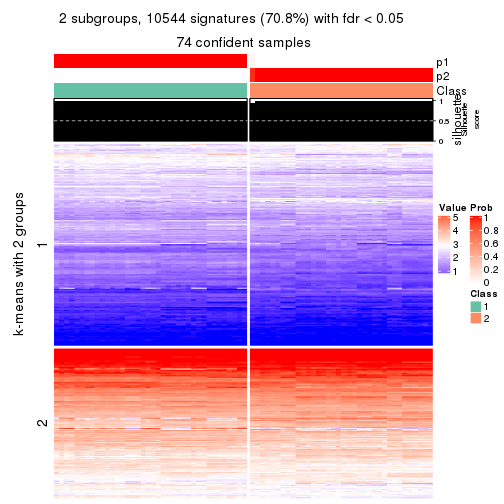 2 subgroups, 10544 signatures (70.8%) with fdr < 0.05
74 confident samples
p1
p2
Class
1
0.5
0
silhouette
Silhouette
score
k-means with 2 groups
1
2
Value
5
4
3
2
1
Prob
1
0.8
0.6
0.4
0.2
0
Class
1
2